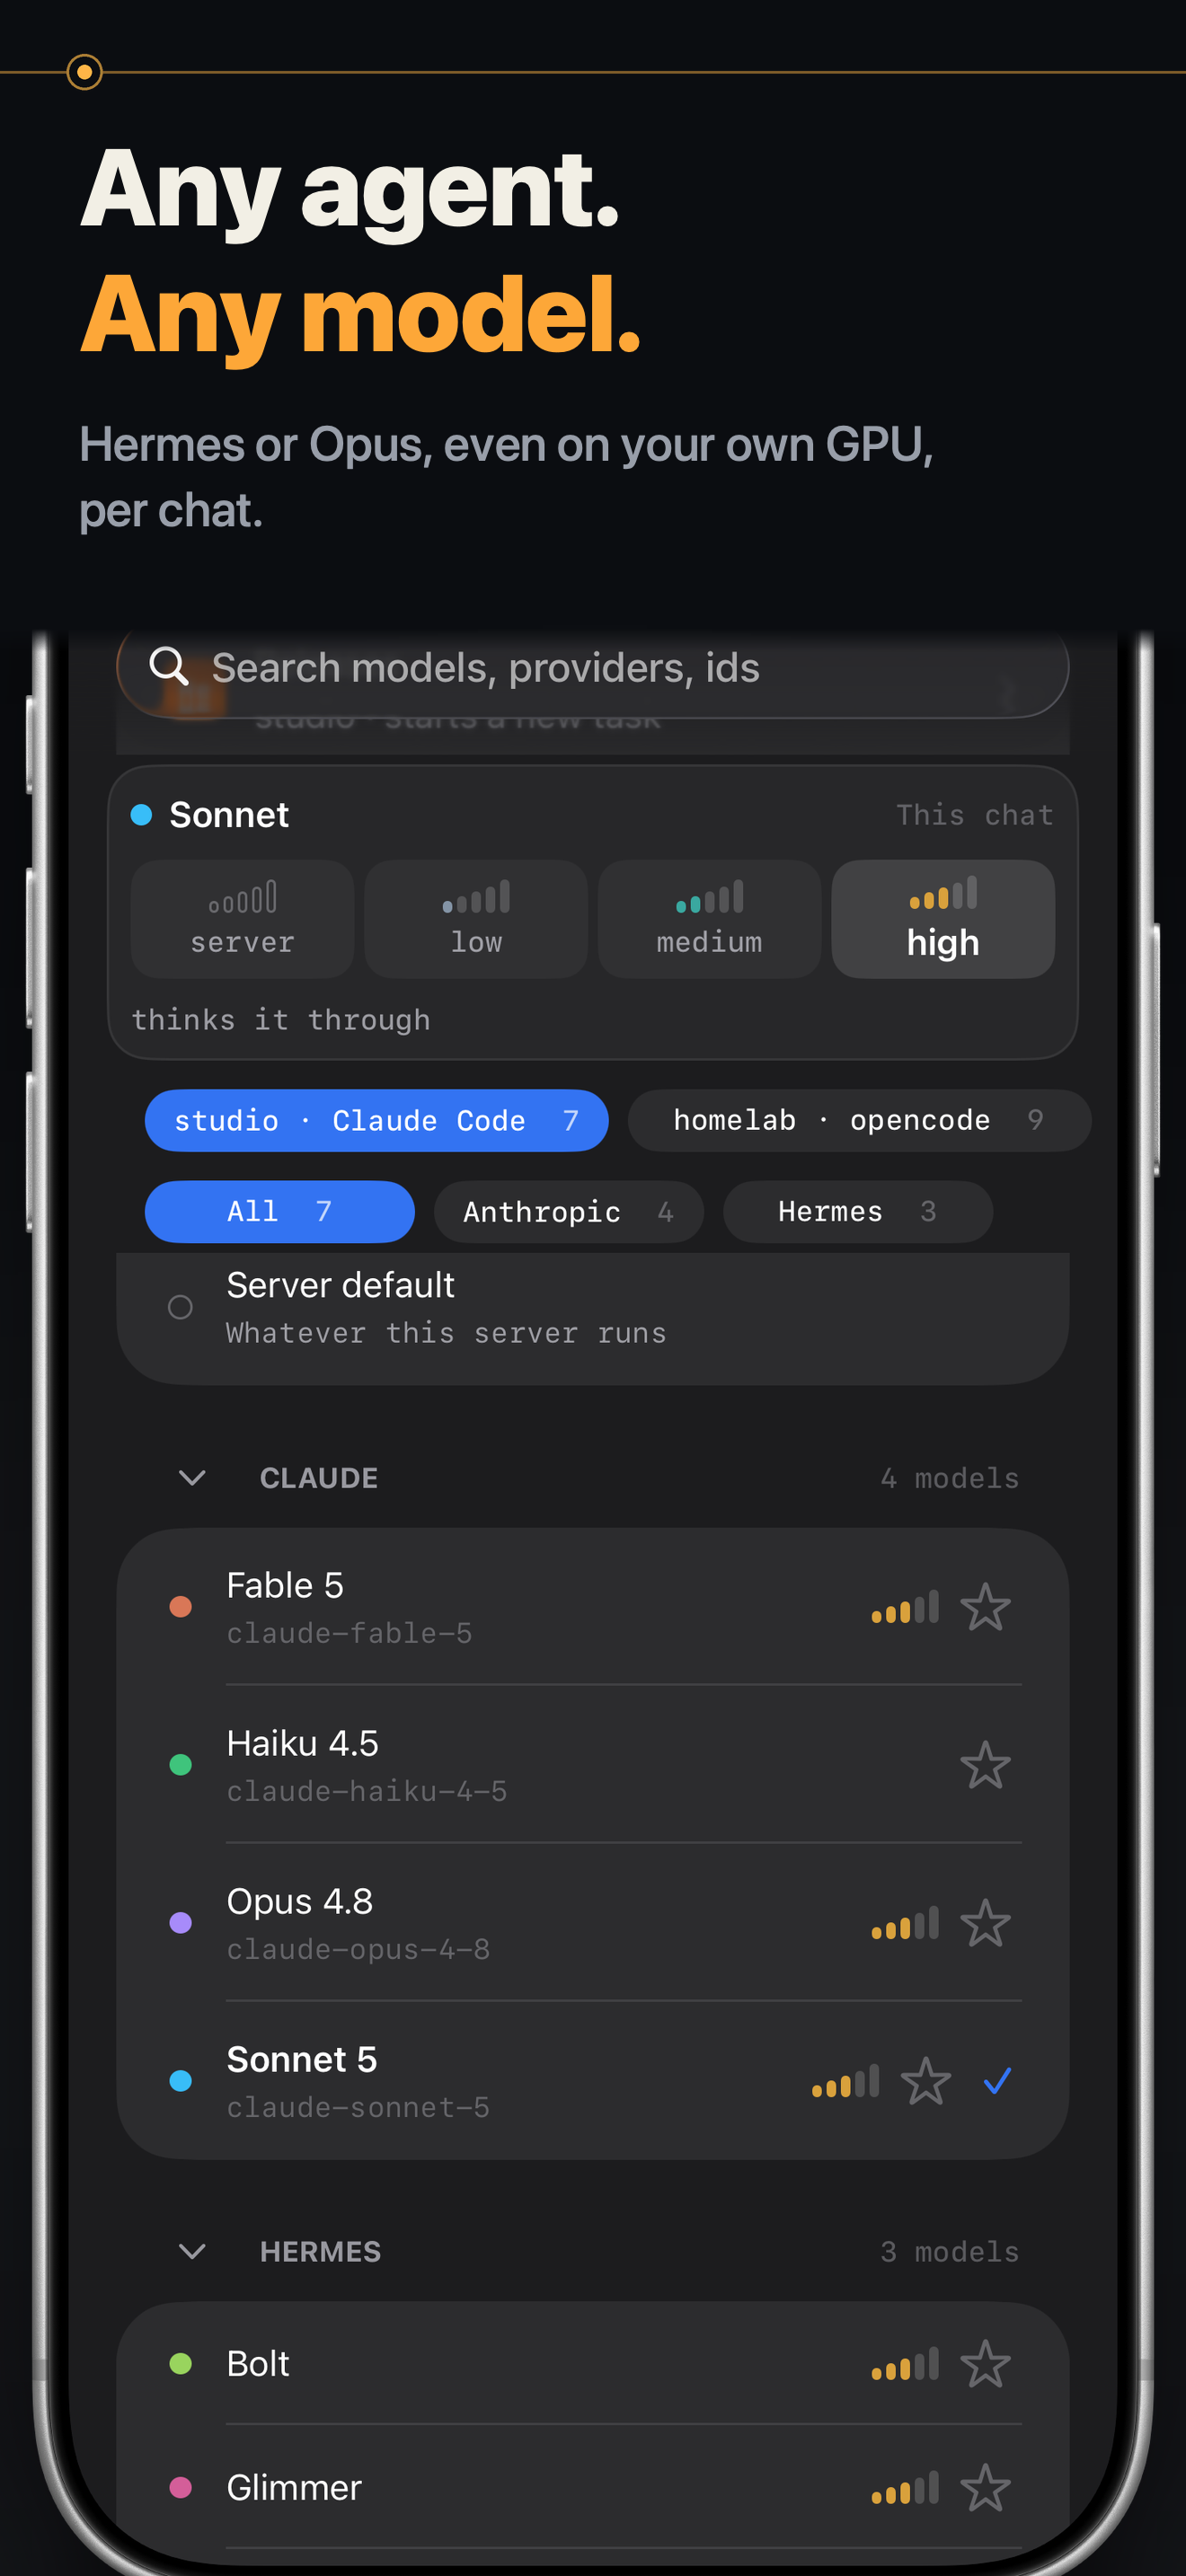 Any agent.
Any model.
Hermes or Opus, even on your own GPU,
per chat.
Search models, providers, ids
studio · starts a new task
Sonnet This chat
server low medium high
thinks it through
studio · Claude Code 7 homelab · opencode 9
All 7 Anthropic 4 Hermes 3
Server default
Whatever this server runs
CLAUDE 4 models
Fable 5
claude-fable-5
Haiku 4.5
claude-haiku-4-5
Opus 4.8
claude-opus-4-8
Sonnet 5
claude-sonnet-5
HERMES 3 models
Bolt
Glimmer